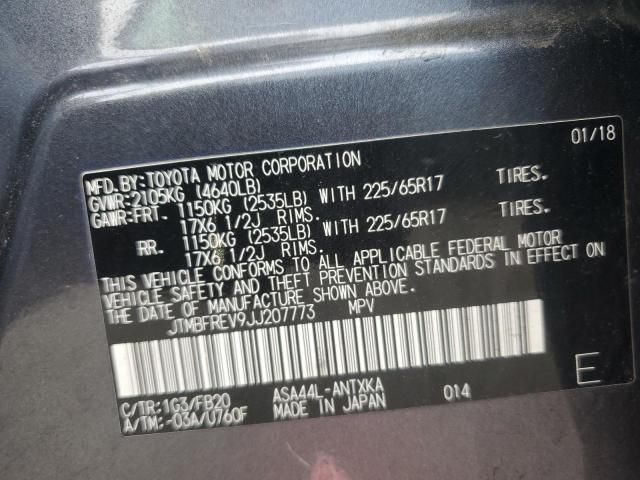 01/18
MFD.BY:TOYOTA MOTOR CORPORATION
GVWR:2105KG (4640LB)
GAWR:FRT. 1150KG (2535LB) WITH 225/65R17 TIRES.
17X6 1/2J RIMS.
RR. 1150KG (2535LB) WITH 225/65R17 TIRES.
17X6 1/2J RIMS.
THIS VEHICLE CONFORMS TO ALL APPLICABLE FEDERAL MOTOR
VEHICLE SAFETY AND THEFT PREVENTION STANDARDS IN EFFECT ON
THE DATE OF MANUFACTURE SHOWN ABOVE.
JTMBFREV9JJ207773 MPV
C/TR:1G3/FB20 ASA44L-ANTXKA 014
A/TM:-03A/U760F MADE IN JAPAN
E